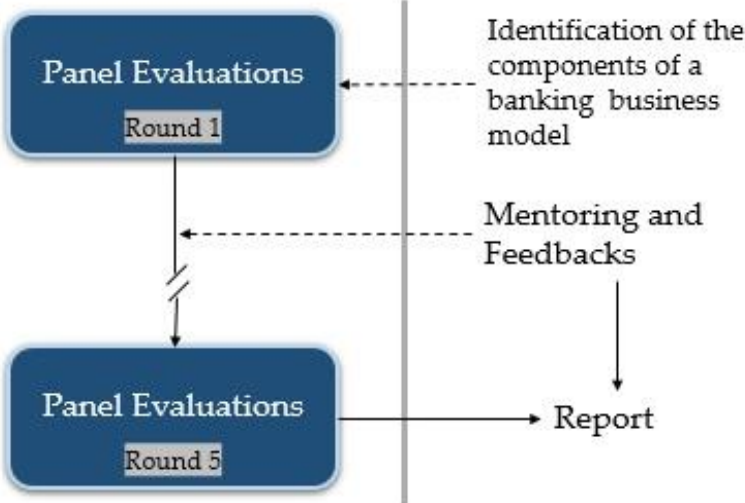 Panel Evaluations
Round 1
Identification of the
components of a
banking business
model
Mentoring and
Feedbacks
Panel Evaluations
Round 5
Report